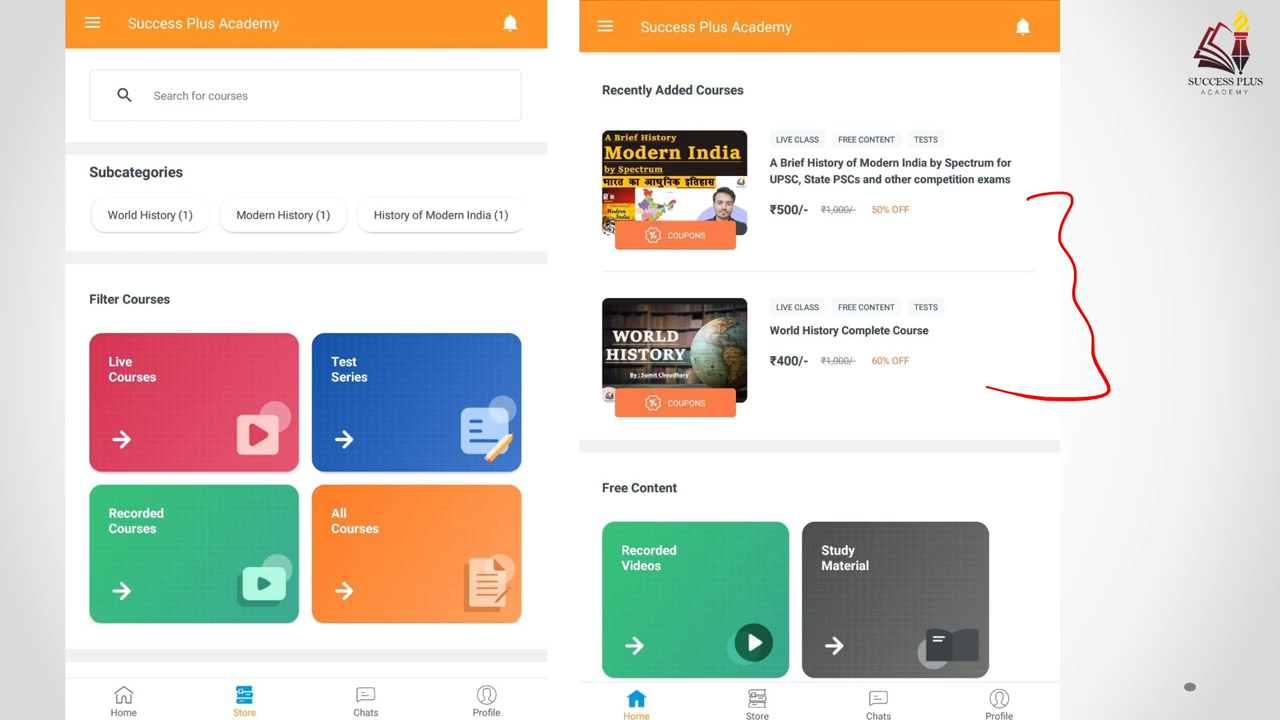 Success Plus Academy
Search for courses
Subcategories
World History (1)
Modern History (1)
History of Modern India (1)
Filter Courses
Live
Courses
Test
Series
Recorded
Courses
All
Courses
Home
Store
Chats
Profile
Success Plus Academy
Recently Added Courses
A Brief History
Modern India
by Spectrum
भारत का आधुनिक इतिहास
COUPONS
LIVE CLASS
FREE CONTENT
TESTS
A Brief History of Modern India by Spectrum for
UPSC, State PSCs and other competition exams
₹500/- ₹1,000/- 50% OFF
WORLD
HISTORY
By : Sumit Choudhary
COUPONS
LIVE CLASS
FREE CONTENT
TESTS
World History Complete Course
₹400/- ₹1,000/- 60% OFF
Free Content
Recorded
Videos
Study
Material
Home
Store
Chats
Profile
SUCCESS PLUS
ACADEMY